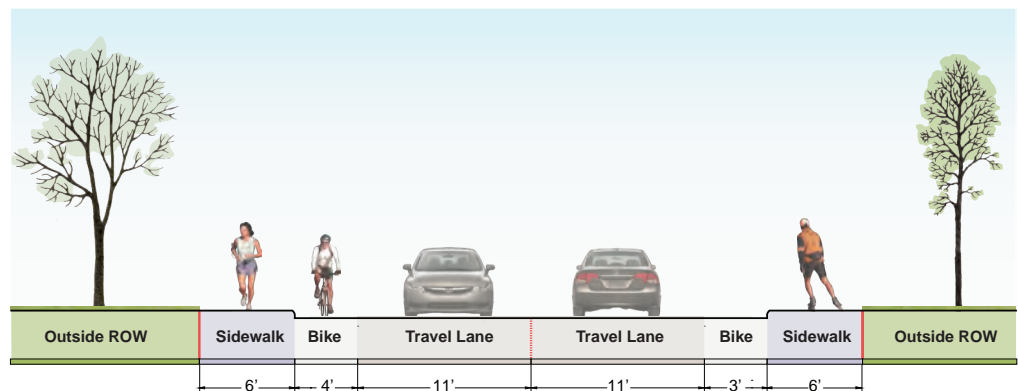 Outside ROW Sidewalk Bike Travel Lane Travel Lane Bike Sidewalk Outside ROW
6' 4' 11' 11' 3' 6'